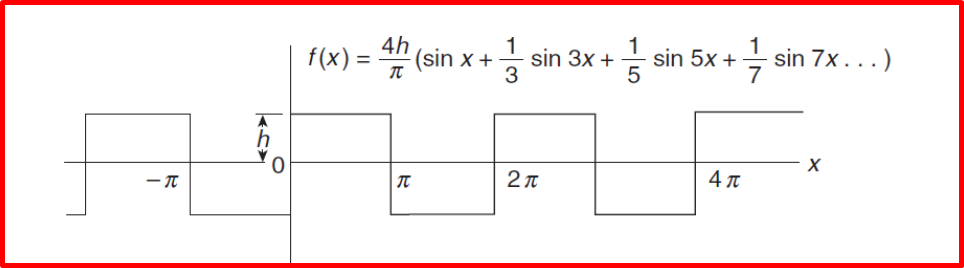 f(x) = 4h/π (sin x + 1/3 sin 3x + 1/5 sin 5x + 1/7 sin 7x . . . )
h
0
x
−π
π
2π
4π